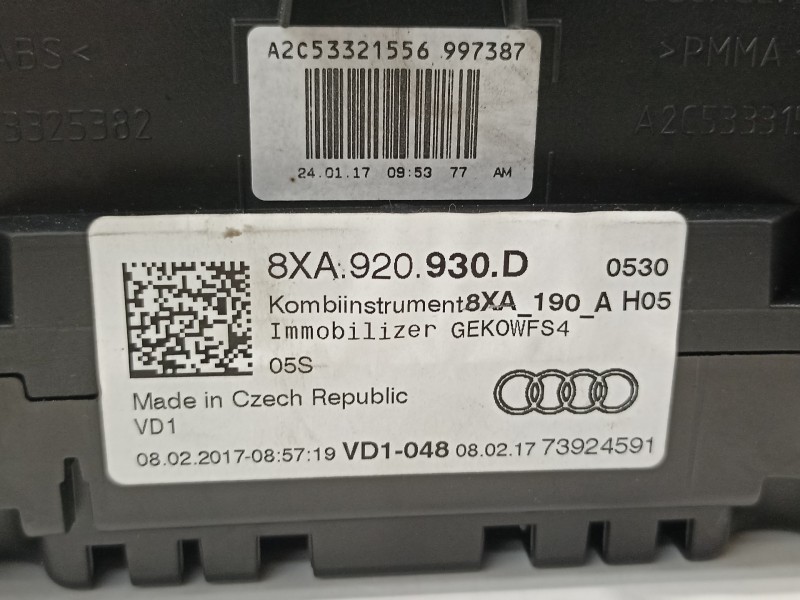 >PMMA
ABS<
A2C53321556 997387
3325382
24.01.17 09:53 77 AM
8XA.920.930.D 0530
Kombiinstrument8XA_190_A H05
Immobilizer GEKOWFS4
05S
Made in Czech Republic
VD1
08.02.2017-08:57:19 VD1-048 08.02.17 73924591